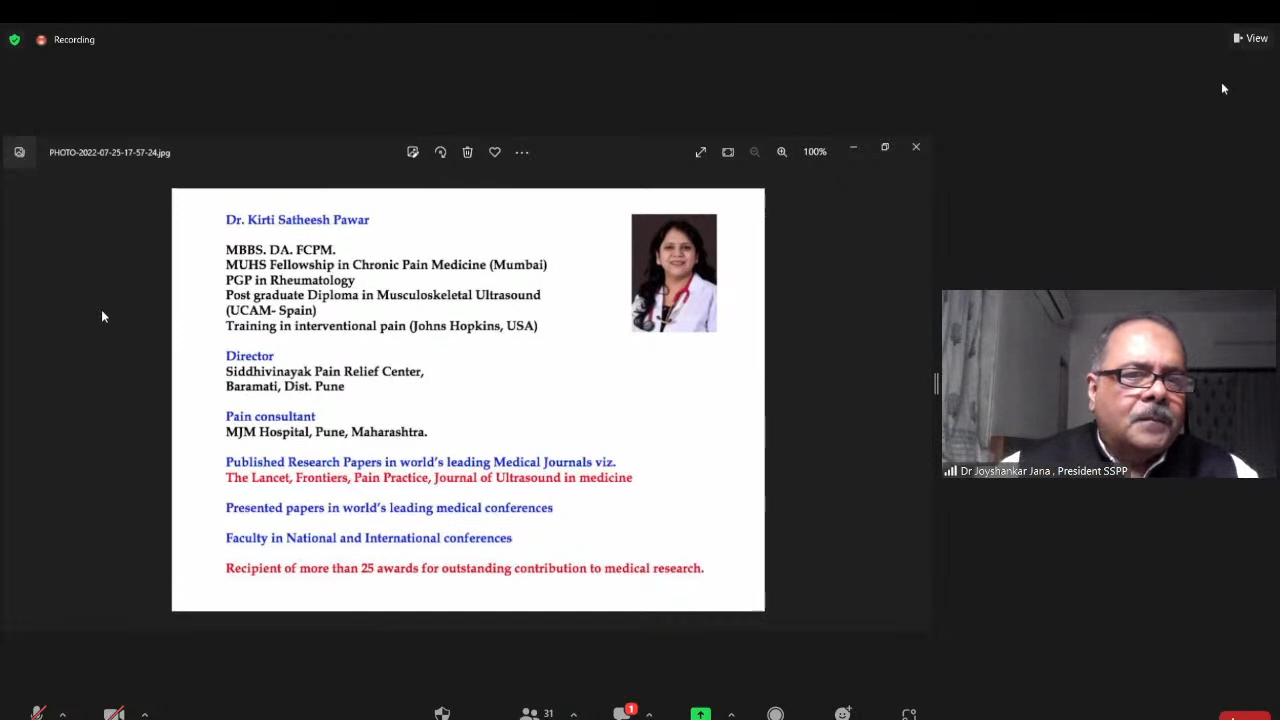 Recording
View
PHOTO-2022-07-25-17-57-24.jpg
100%
Dr. Kirti Satheesh Pawar
MBBS. DA. FCPM.
MUHS Fellowship in Chronic Pain Medicine (Mumbai)
PGP in Rheumatology
Post graduate Diploma in Musculoskeletal Ultrasound
(UCAM- Spain)
Training in interventional pain (Johns Hopkins, USA)
Director
Siddhivinayak Pain Relief Center,
Baramati, Dist. Pune
Pain consultant
MJM Hospital, Pune, Maharashtra.
Published Research Papers in world's leading Medical Journals viz.
The Lancet, Frontiers, Pain Practice, Journal of Ultrasound in medicine
Presented papers in world's leading medical conferences
Faculty in National and International conferences
Recipient of more than 25 awards for outstanding contribution to medical research.
Dr Joyshankar Jana , President SSPP
31
1